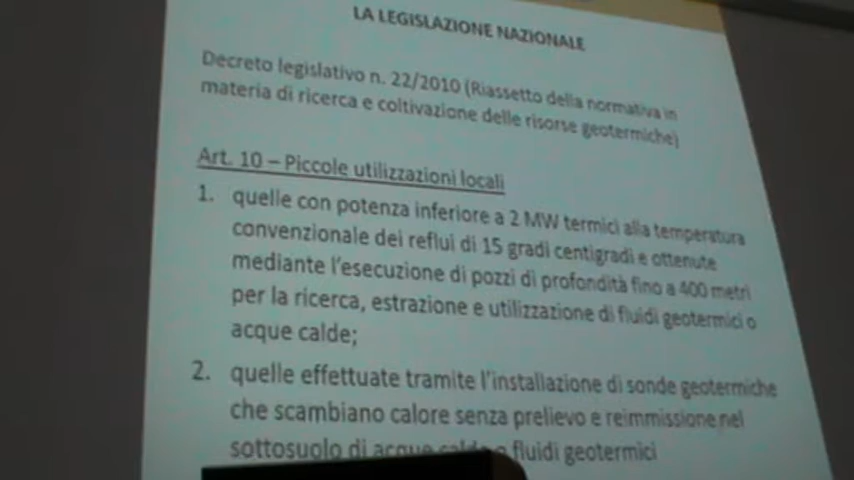 LA LEGISLAZIONE NAZIONALE
Decreto legislativo n. 22/2010 (Riassetto della normativa in
materia di ricerca e coltivazione delle risorse geotermiche)
Art. 10 – Piccole utilizzazioni locali
1. quelle con potenza inferiore a 2 MW termici alla temperatura
convenzionale dei reflui di 15 gradi centigradi e ottenute
mediante l'esecuzione di pozzi di profondità fino a 400 metri
per la ricerca, estrazione e utilizzazione di fluidi geotermici o
acque calde;
2. quelle effettuate tramite l'installazione di sonde geotermiche
che scambiano calore senza prelievo e reimmissione nel
sottosuolo di acque calde o fluidi geotermici